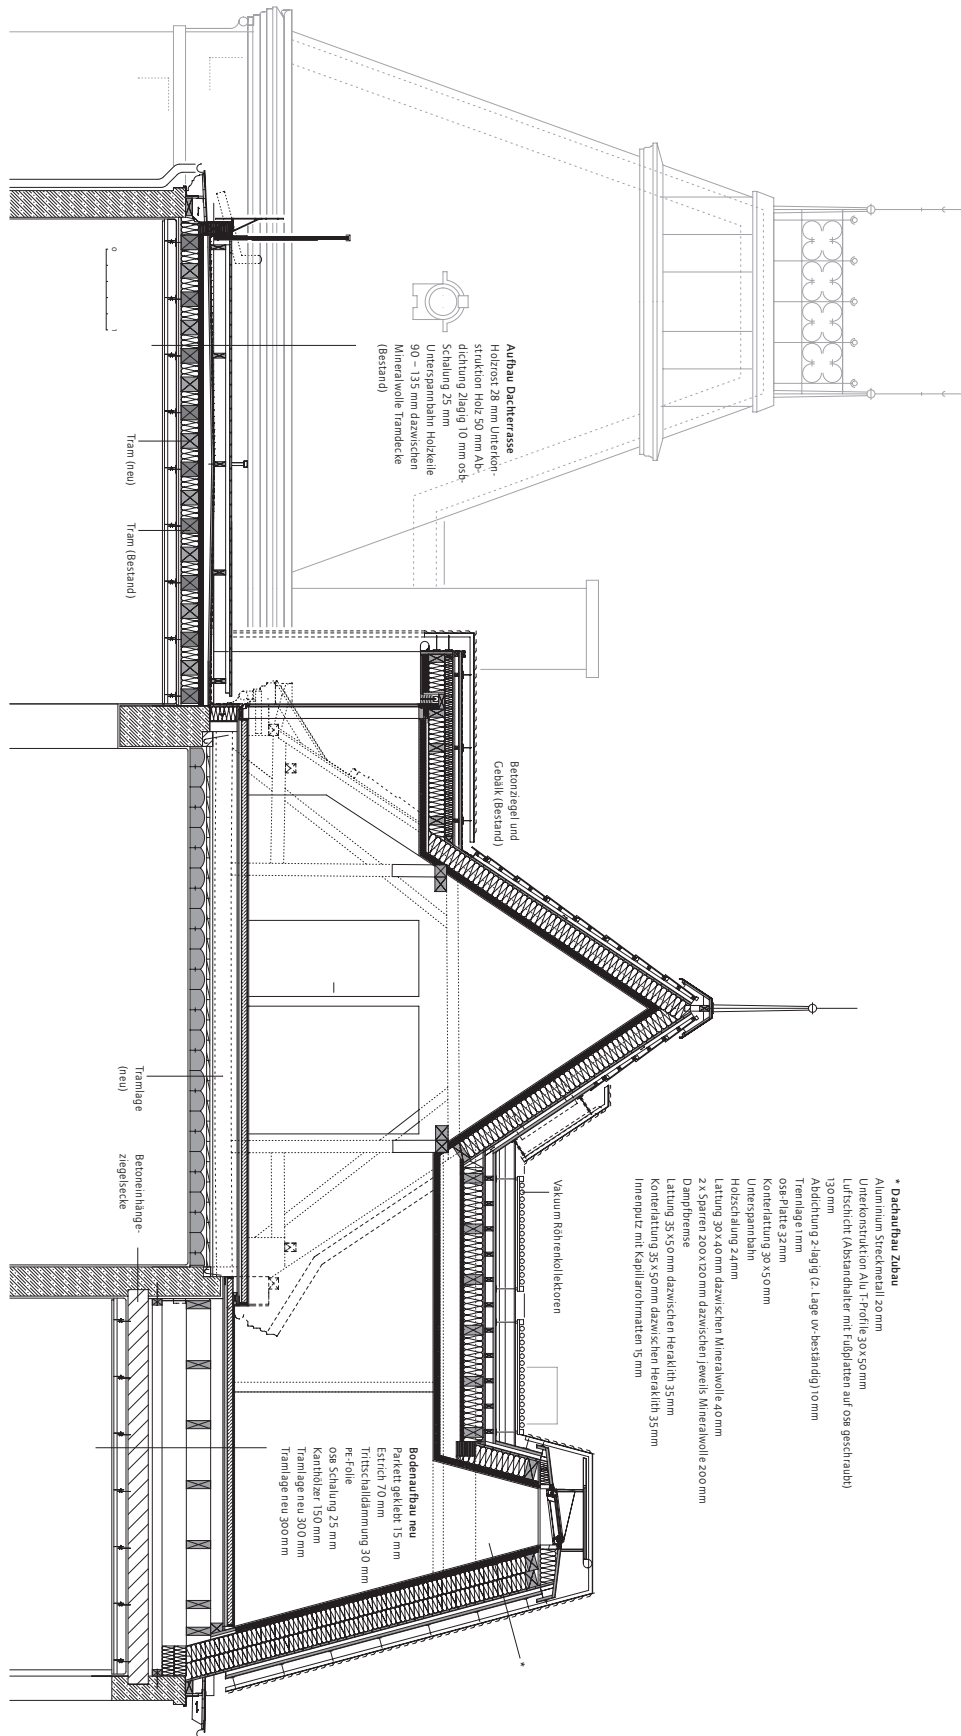 * Dachaufbau Zubau
Aluminium Streckmetall 20 mm
Unterkonstruktion Alu T-Profile 30 x 50 mm
Luftschicht (Abstandhalter mit Fußplatten auf OSB geschraubt)
130 mm
Abdichtung 2-lagig (2. Lage UV-beständig) 10 mm
Trennlage 1 mm
OSB-Platte 32 mm
Konterlattung 30 x 50 mm
Unterspannbahn
Holzschalung 24 mm
Lattung 30 x 40 mm dazwischen Mineralwolle 40 mm
2 x Sparren 200 x 120 mm dazwischen jeweils Mineralwolle 200 mm
Dampfbremse
Lattung 35 x 50 mm dazwischen Heraklith 35 mm
Konterlattung 35 x 50 mm dazwischen Heraklith 35 mm
Innenputz mit Kapillarrohrmatten 15 mm
Aufbau Dachterrasse
Holzrost 28 mm Unterkon-
struktion Holz 50 mm Ab-
dichtung 2lagig 10 mm OSB-
Schalung 25 mm
Unterspannbahn Holzkeile
90 – 135 mm dazwischen
Mineralwolle Tramdecke
(Bestand)
Betonziegel und
Gebälk (Bestand)
Vakuum Röhrenkollektoren
Bodenaufbau neu
Parkett geklebt 15 mm
Estrich 70 mm
Trittschalldämmung 30 mm
PE-Folie
OSB Schalung 25 mm
Kanthölzer 150 mm
Tramlage neu 300 mm
Tramlage neu 300 mm
*
0
1
Tram (neu)
Tram (Bestand)
Tramlage
(neu)
Betoneinhänge-
ziegelsecke